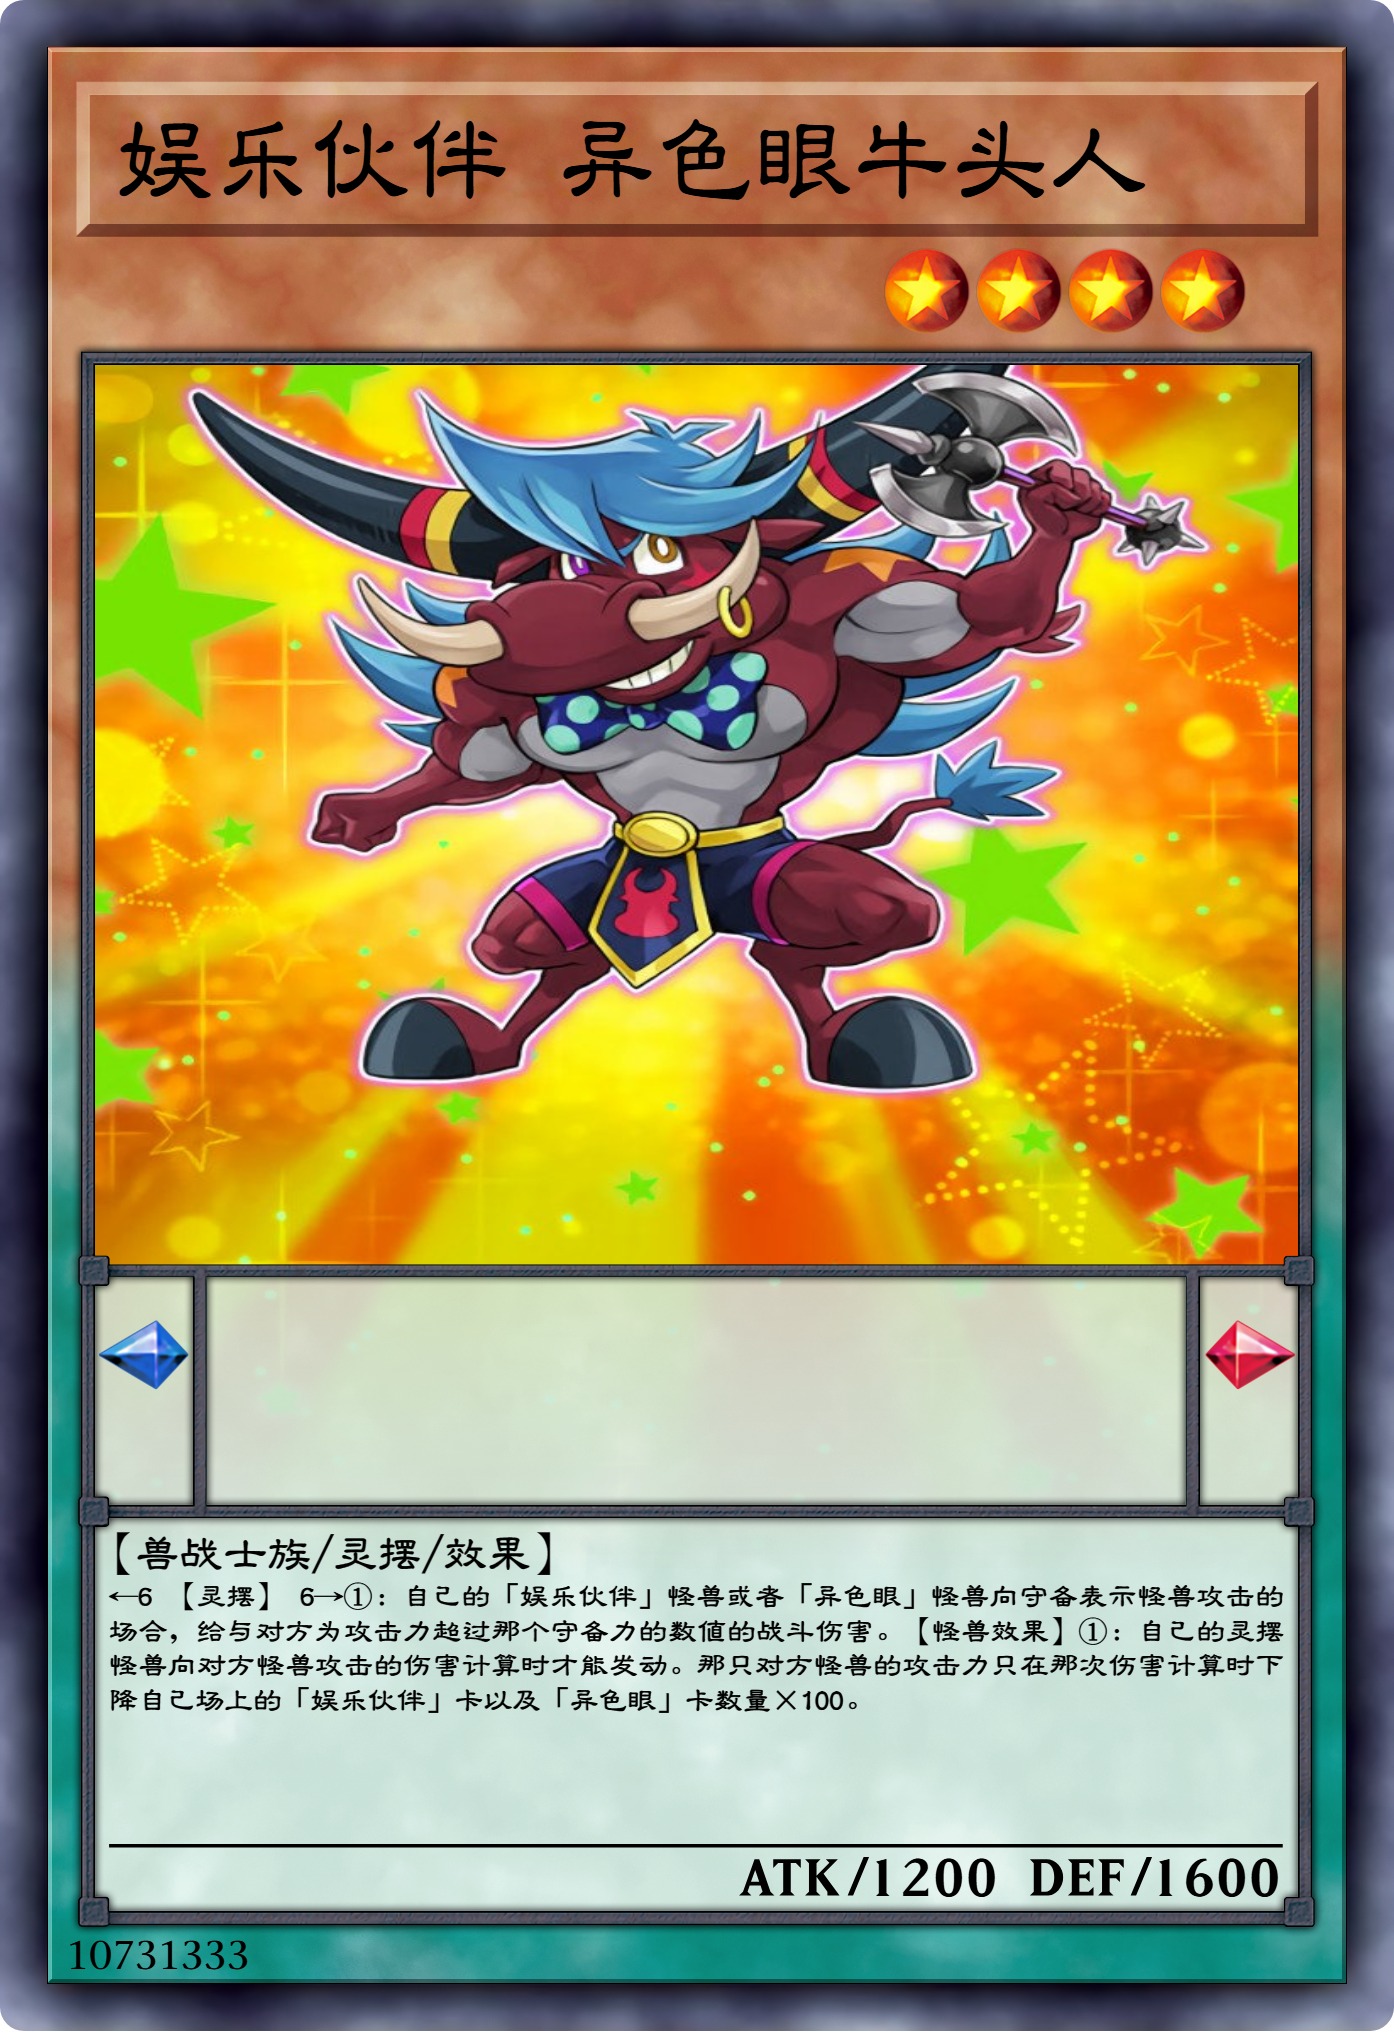 娱乐伙伴 异色眼牛头人
【兽战士族/灵摆/效果】
←6 【灵摆】 6→①：自己的「娱乐伙伴」怪兽或者「异色眼」怪兽向守备表示怪兽攻击的
场合，给与对方为攻击力超过那个守备力的数值的战斗伤害。【怪兽效果】①：自己的灵摆
怪兽向对方怪兽攻击的伤害计算时才能发动。那只对方怪兽的攻击力只在那次伤害计算时下
降自己场上的「娱乐伙伴」卡以及「异色眼」卡数量×100。
ATK/1200 DEF/1600
10731333